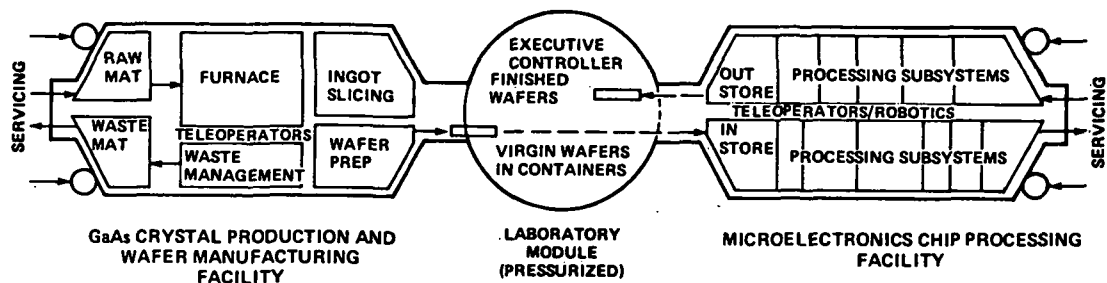 SERVICING
RAW
MAT
WASTE
MAT
FURNACE
TELEOPERATORS
WASTE
MANAGEMENT
INGOT
SLICING
WAFER
PREP
GaAs CRYSTAL PRODUCTION AND
WAFER MANUFACTURING
FACILITY
EXECUTIVE
CONTROLLER
FINISHED
WAFERS
VIRGIN WAFERS
IN CONTAINERS
LABORATORY
MODULE
(PRESSURIZED)
OUT
STORE
PROCESSING SUBSYSTEMS
TELEOPERATORS/ROBOTICS
IN
STORE
PROCESSING SUBSYSTEMS
SERVICING
MICROELECTRONICS CHIP PROCESSING
FACILITY